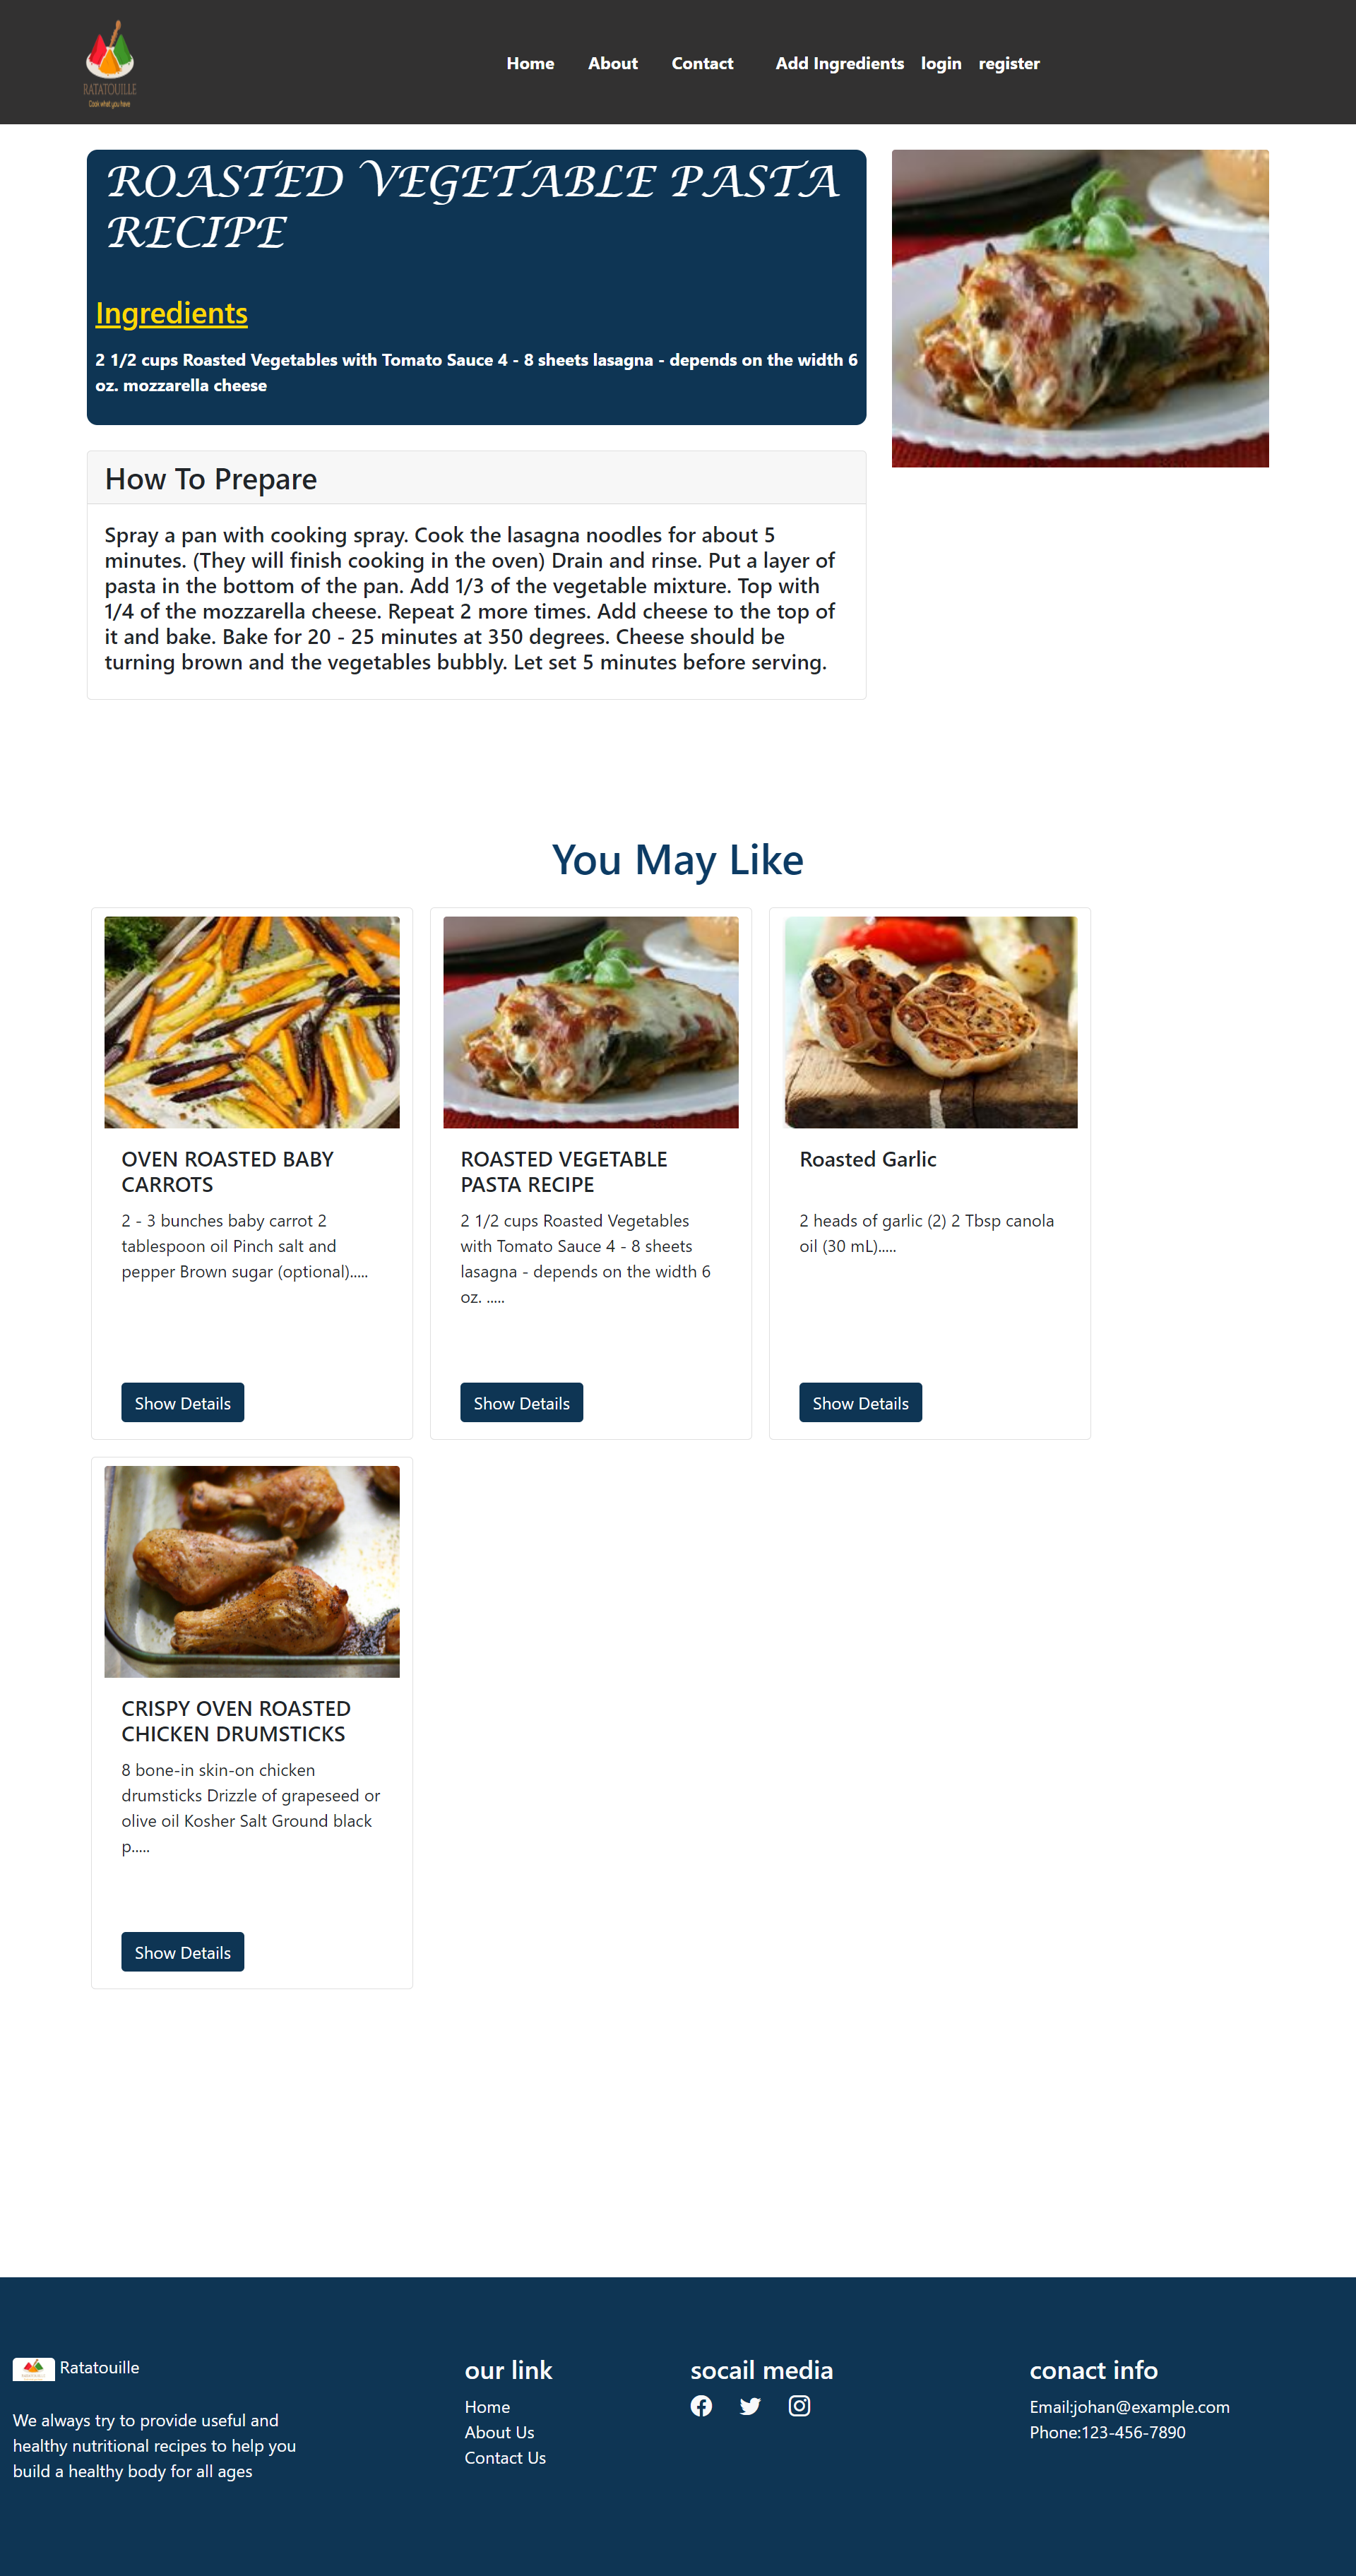 RATATOUILLE
Cook what you have
Home About Contact Add Ingredients login register
ROASTED VEGETABLE PASTA
RECIPE
Ingredients
2 1/2 cups Roasted Vegetables with Tomato Sauce 4 - 8 sheets lasagna - depends on the width 6
oz. mozzarella cheese
How To Prepare
Spray a pan with cooking spray. Cook the lasagna noodles for about 5
minutes. (They will finish cooking in the oven) Drain and rinse. Put a layer of
pasta in the bottom of the pan. Add 1/3 of the vegetable mixture. Top with
1/4 of the mozzarella cheese. Repeat 2 more times. Add cheese to the top of
it and bake. Bake for 20 - 25 minutes at 350 degrees. Cheese should be
turning brown and the vegetables bubbly. Let set 5 minutes before serving.
You May Like
OVEN ROASTED BABY
CARROTS
2 - 3 bunches baby carrot 2
tablespoon oil Pinch salt and
pepper Brown sugar (optional).....
Show Details
ROASTED VEGETABLE
PASTA RECIPE
2 1/2 cups Roasted Vegetables
with Tomato Sauce 4 - 8 sheets
lasagna - depends on the width 6
oz. .....
Show Details
Roasted Garlic
2 heads of garlic (2) 2 Tbsp canola
oil (30 mL).....
Show Details
CRISPY OVEN ROASTED
CHICKEN DRUMSTICKS
8 bone-in skin-on chicken
drumsticks Drizzle of grapeseed or
olive oil Kosher Salt Ground black
p.....
Show Details
Ratatouille
We always try to provide useful and
healthy nutritional recipes to help you
build a healthy body for all ages
our link
Home
About Us
Contact Us
socail media
conact info
Email:johan@example.com
Phone:123-456-7890